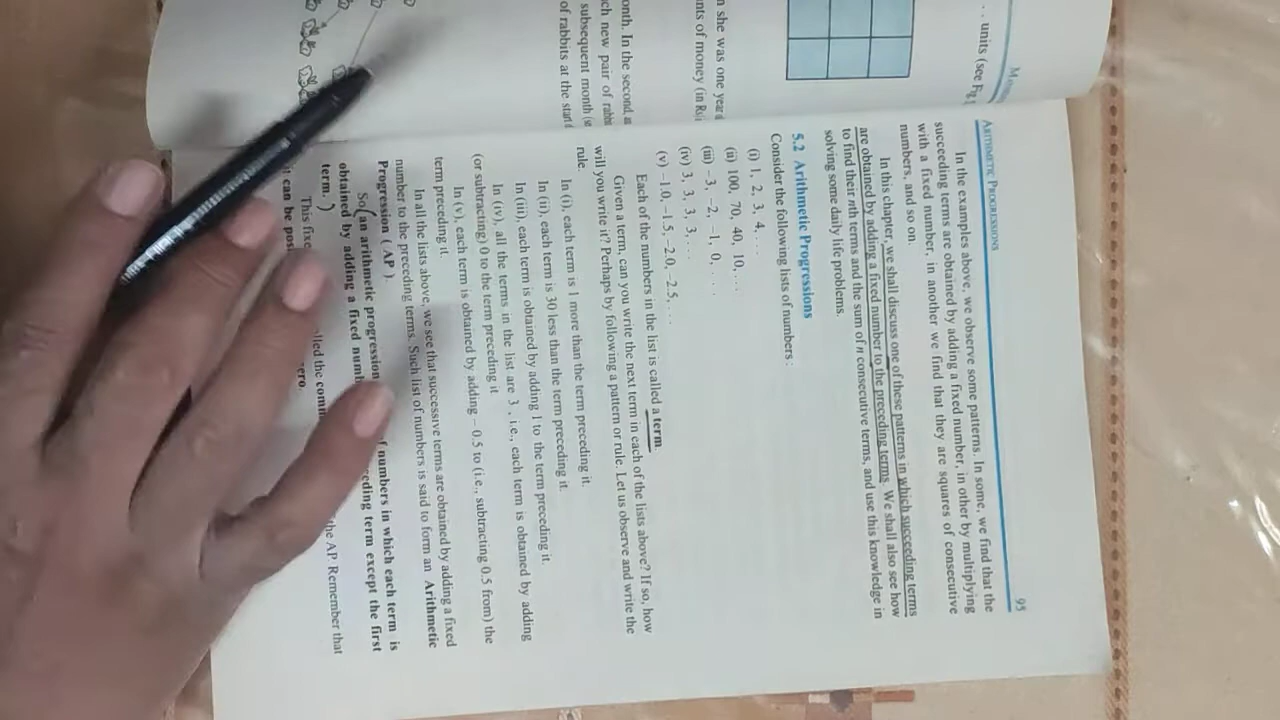 . . units (see Fig
n she was one year
nts of money (in Rs
onth. In the second,
ch new pair of
subsequent month
of rabbits at the start
ARITHMETIC PROGRESSIONS 95
In the examples above, we observe some patterns. In some, we find that the
succeeding terms are obtained by adding a fixed number, in other by multiplying
with a fixed number, in another we find that they are squares of consecutive
numbers, and so on.
In this chapter, we shall discuss one of these patterns in which succeeding terms
are obtained by adding a fixed number to the preceding terms. We shall also see how
to find their nth terms and the sum of n consecutive terms, and use this knowledge in
solving some daily life problems.
5.2 Arithmetic Progressions
Consider the following lists of numbers :
(i) 1, 2, 3, 4, . . .
(ii) 100, 70, 40, 10, . . .
(iii) –3, –2, –1, 0, . . .
(iv) 3, 3, 3, 3, . . .
(v) –1.0, –1.5, –2.0, –2.5, . . .
Each of the numbers in the list is called a term.
Given a term, can you write the next term in each of the lists above? If so, how
will you write it? Perhaps by following a pattern or rule. Let us observe and write the
rule.
In (i), each term is 1 more than the term preceding it.
In (ii), each term is 30 less than the term preceding it.
In (iii), each term is obtained by adding 1 to the term preceding it.
In (iv), all the terms in the list are 3 , i.e., each term is obtained by adding
(or subtracting) 0 to the term preceding it.
In (v), each term is obtained by adding – 0.5 to (i.e., subtracting 0.5 from) the
term preceding it.
In all the lists above, we see that successive terms are obtained by adding a fixed
number to the preceding terms. Such list of numbers is said to form an Arithmetic
Progression ( AP ).
So, (an arithmetic progression of numbers in which each term is
obtained by adding a fixed term except the first
term. )
This the AP. Remember that
can be zero.